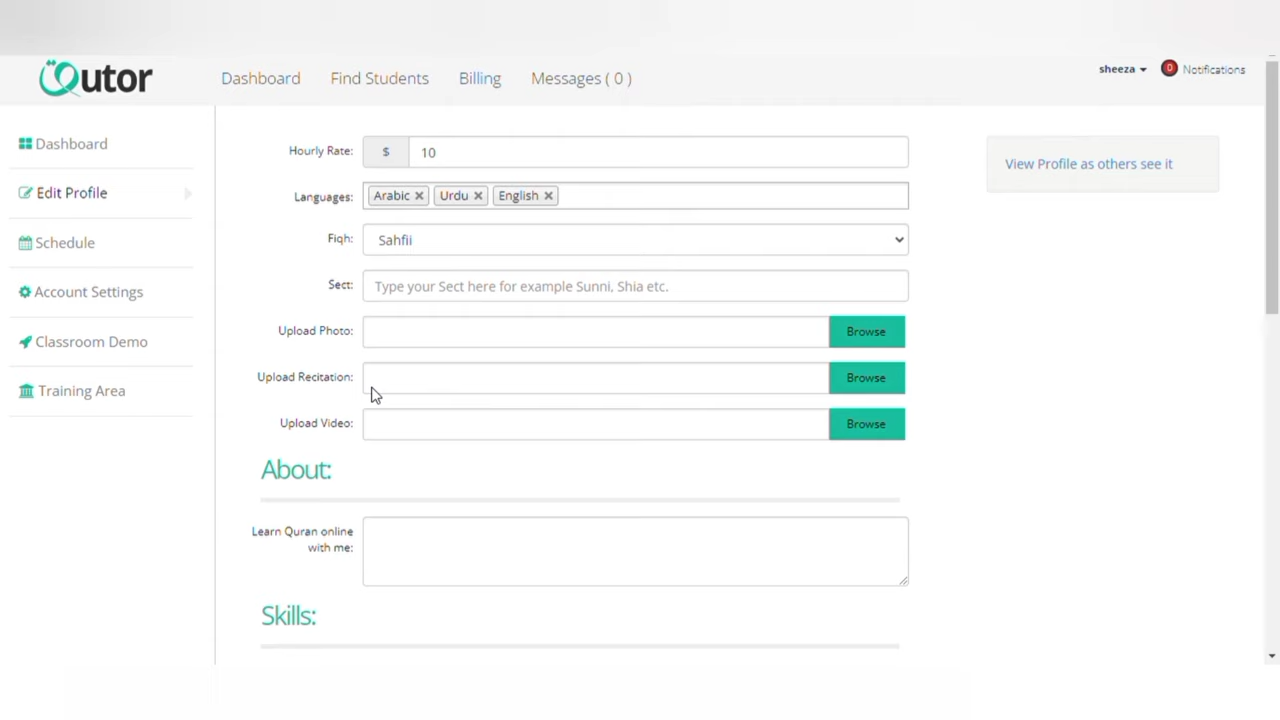 Qutor
Dashboard Find Students Billing Messages ( 0 )
sheeza 0 Notifications
Dashboard
Edit Profile
Schedule
Account Settings
Classroom Demo
Training Area
Hourly Rate: $ 10
Languages: Arabic × Urdu × English ×
Fiqh: Sahfii
Sect: Type your Sect here for example Sunni, Shia etc.
Upload Photo: Browse
Upload Recitation: Browse
Upload Video: Browse
About:
Learn Quran online
with me:
Skills:
View Profile as others see it